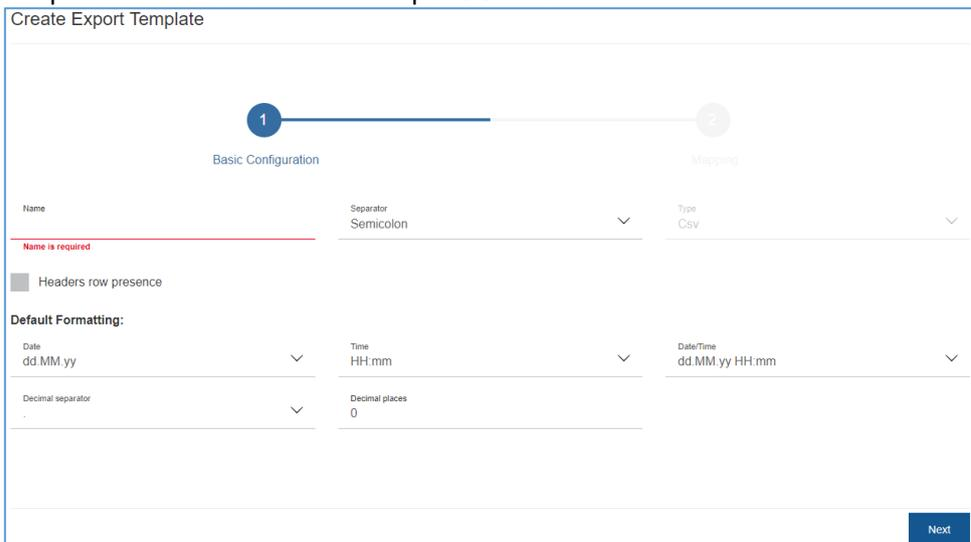 Create Export Template
1
2
Basic Configuration
Mapping
Name
Separator
Semicolon
Type
Csv
Name is required
Headers row presence
Default Formatting:
Date
dd.MM.yy
Time
HH:mm
Date/Time
dd.MM.yy HH:mm
Decimal separator
.
Decimal places
0
Next